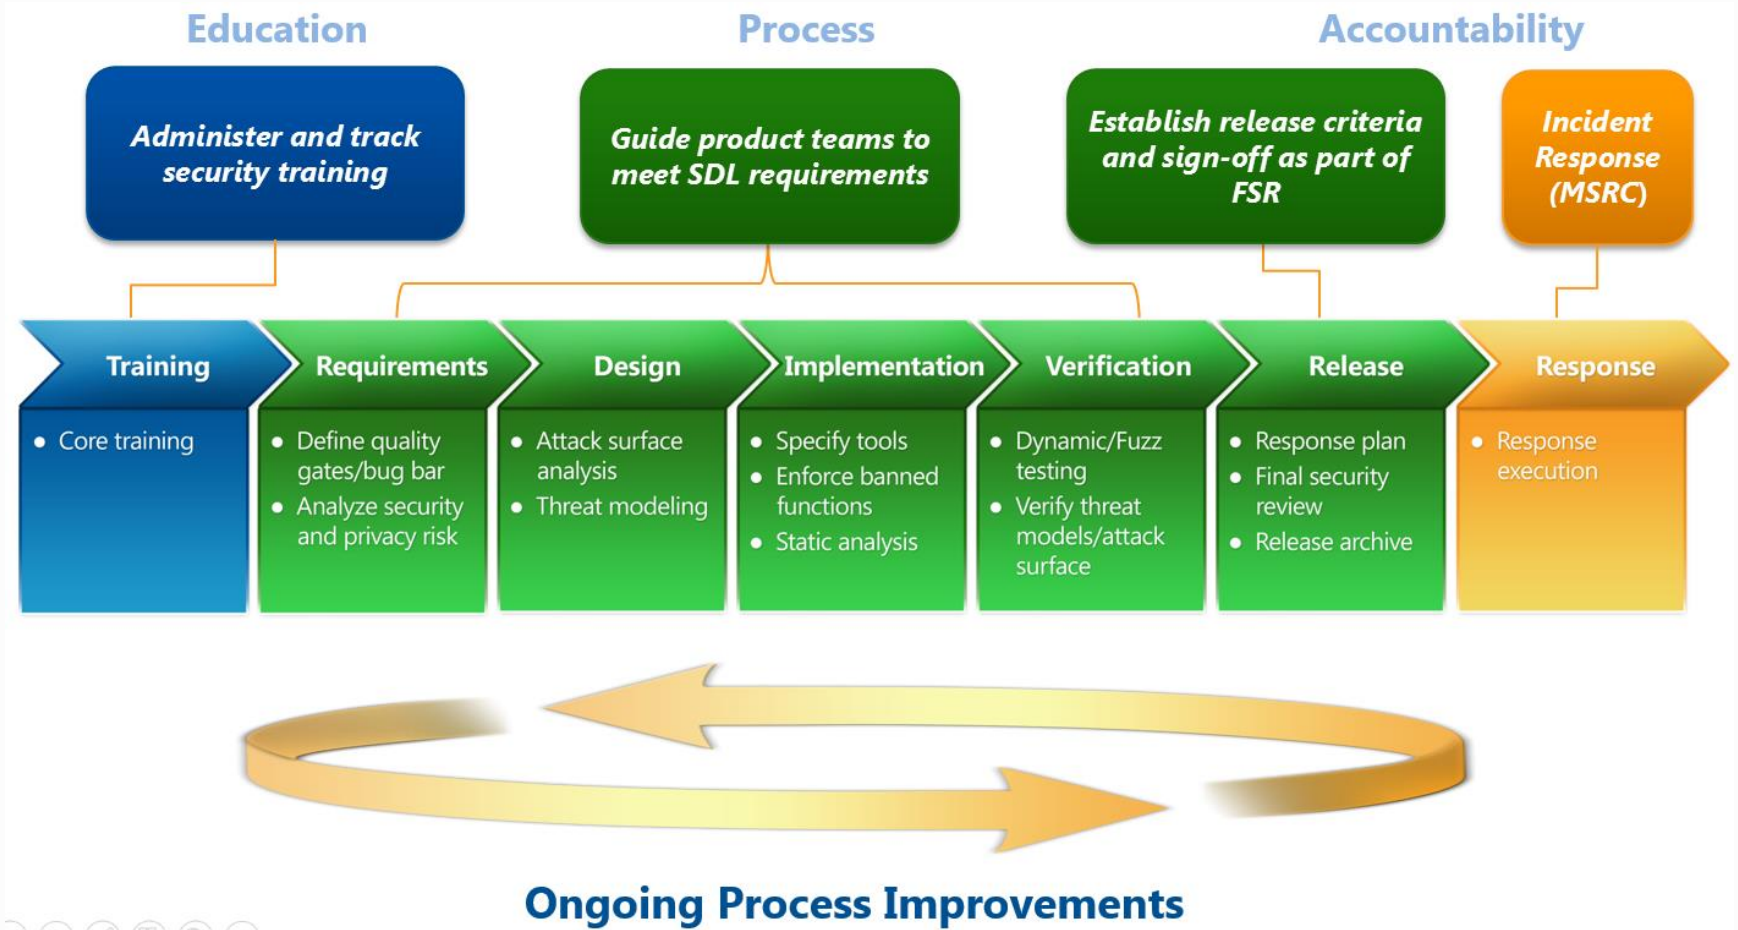 Education
Process
Accountability
Administer and track
security training
Guide product teams to
meet SDL requirements
Establish release criteria
and sign-off as part of
FSR
Incident
Response
(MSRC)
Training
Requirements
Design
Implementation
Verification
Release
Response
● Core training
● Define quality
gates/bug bar
● Analyze security
and privacy risk
● Attack surface
analysis
● Threat modeling
● Specify tools
● Enforce banned
functions
● Static analysis
● Dynamic/Fuzz
testing
● Verify threat
models/attack
surface
● Response plan
● Final security
review
● Release archive
● Response
execution
Ongoing Process Improvements